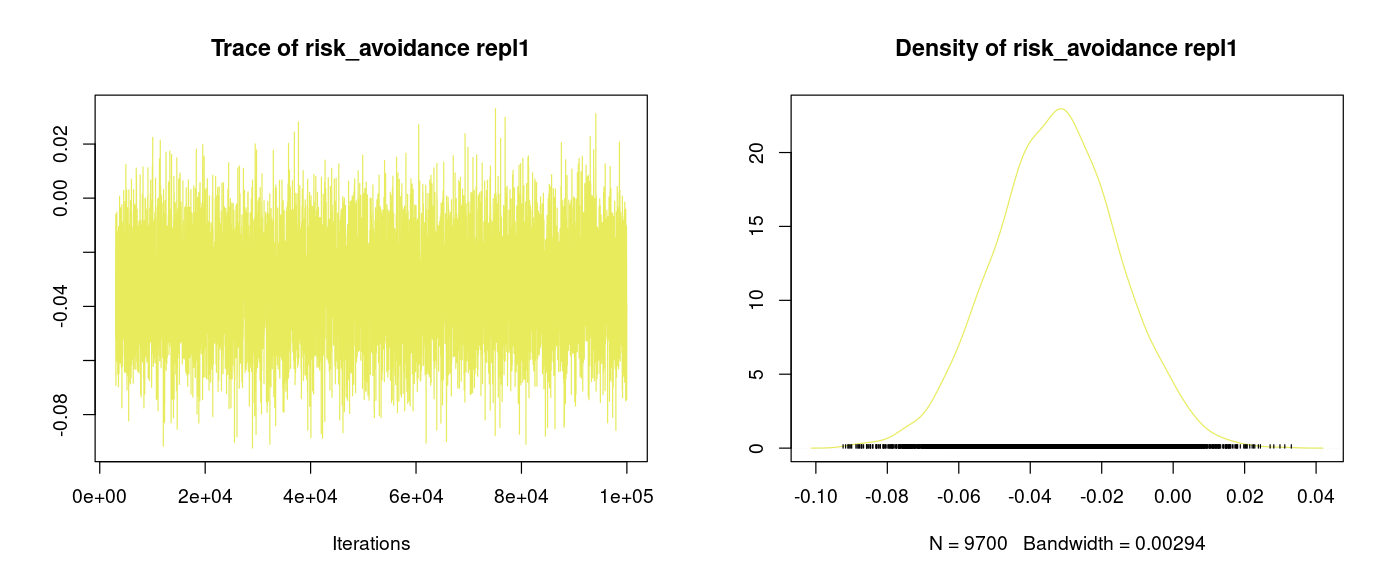 Trace of risk_avoidance repl1
0.02
0.00
-0.04
-0.08
0e+00 2e+04 4e+04 6e+04 8e+04 1e+05
Iterations
Density of risk_avoidance repl1
20
15
10
5
0
-0.10 -0.08 -0.06 -0.04 -0.02 0.00 0.02 0.04
N = 9700 Bandwidth = 0.00294